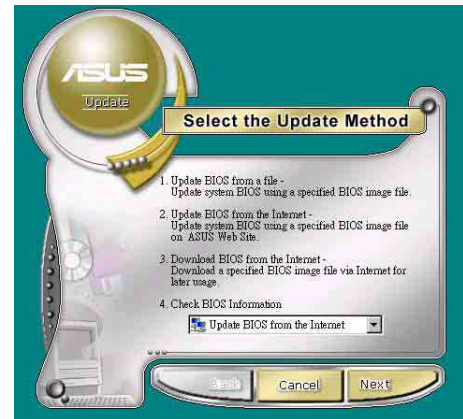 ASUS
Update
Select the Update Method
1. Update BIOS from a file -
Update system BIOS using a specified BIOS image file.
2. Update BIOS from the Internet -
Update system BIOS using a specified BIOS image file
on ASUS Web Site.
3. Download BIOS from the Internet -
Download a specified BIOS image file via Internet for
later usage.
4. Check BIOS Information
Update BIOS from the Internet
Back Cancel Next